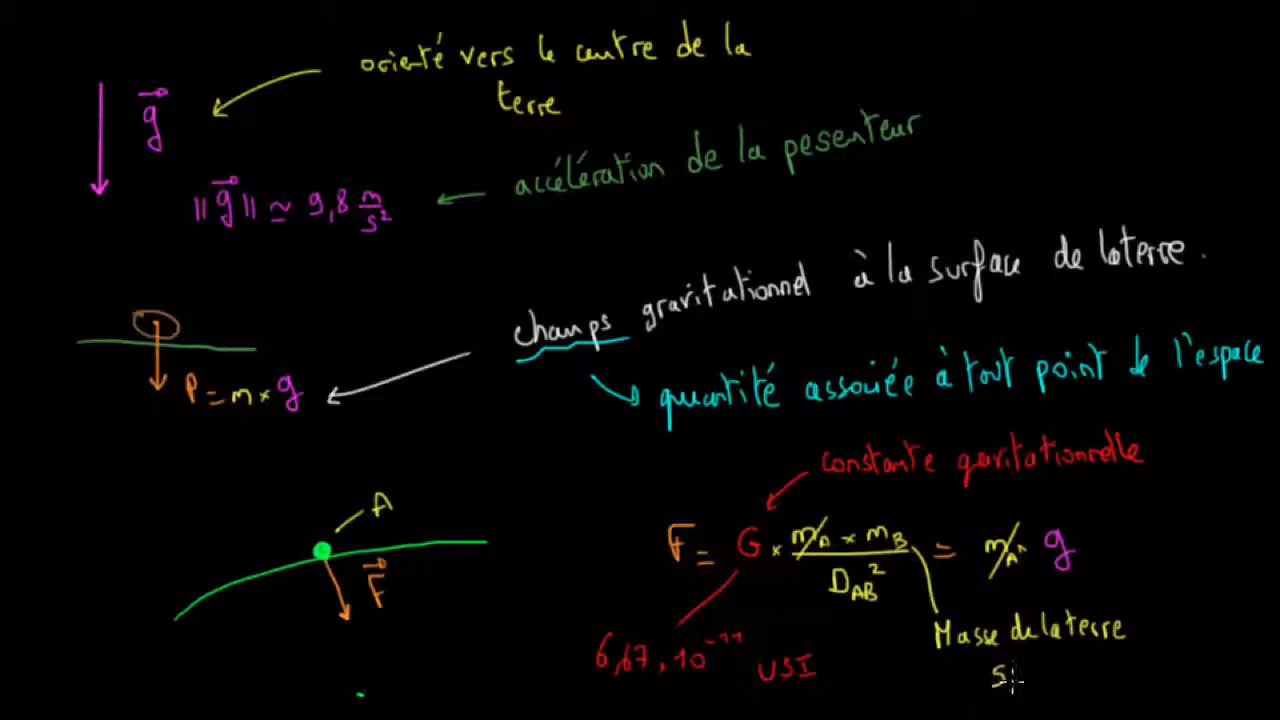 orienté vers le centre de la
terre
g⃗
accélération de la pesenteur
||g⃗|| ≃ 9,8 m/s²
champs gravitationnel à la surface de la terre.
P = m × g
quantité associée à tout point de l'espace
constante gavitationnelle
A
F = G × (mA × mB)/DAB² = mA × g
F⃗
Masse de la terre
6,67.10⁻¹¹ USI
5